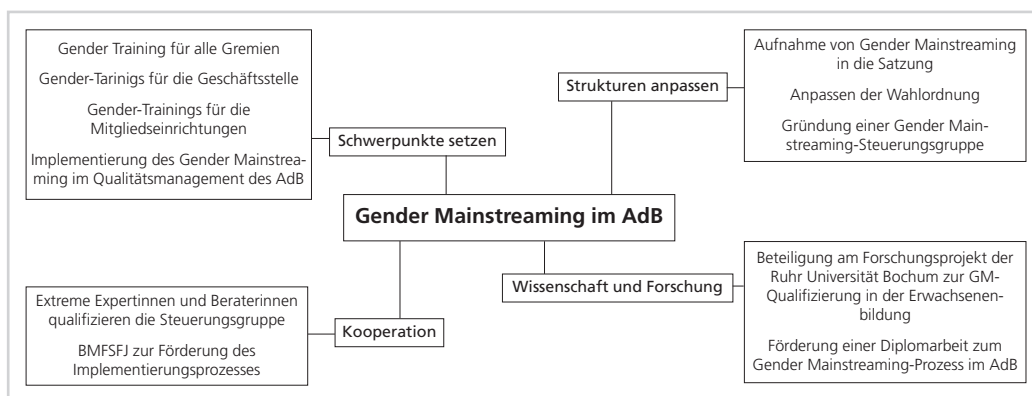 Gender Training für alle Gremien
Gender-Tarinigs für die Geschäftsstelle
Gender-Trainings für die
Mitgliedseinrichtungen
Implementierung des Gender Mainstrea-
ming im Qualitätsmanagement des AdB
Schwerpunkte setzen
Strukturen anpassen
Aufnahme von Gender Mainstreaming
in die Satzung
Anpassen der Wahlordnung
Gründung einer Gender Main-
streaming-Steuerungsgruppe
Gender Mainstreaming im AdB
Extreme Expertinnen und Beraterinnen
qualifizieren die Steuerungsgruppe
BMFSFJ zur Förderung des
Implementierungsprozesses
Kooperation
Wissenschaft und Forschung
Beteiligung am Forschungsprojekt der
Ruhr Universität Bochum zur GM-
Qualifizierung in der Erwachsenen-
bildung
Förderung einer Diplomarbeit zum
Gender Mainstreaming-Prozess im AdB